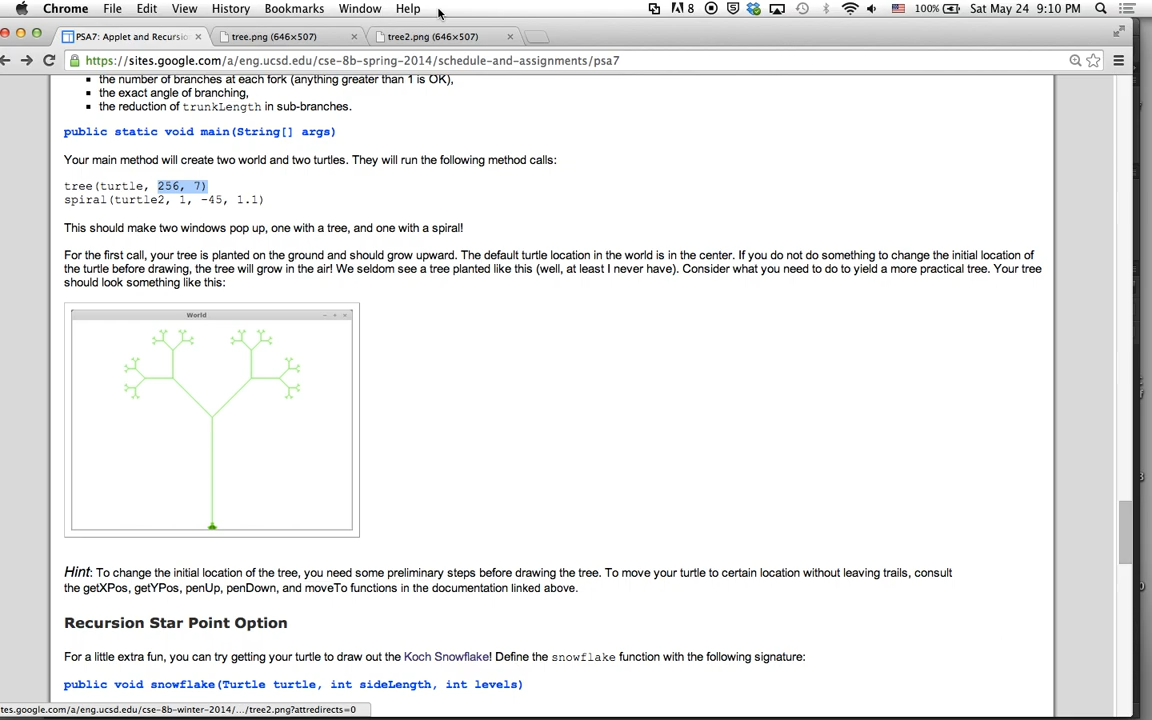 Chrome File Edit View History Bookmarks Window Help 8 100% Sat May 24 9:10 PM
PSA7: Applet and Recursio × tree.png (646×507) × tree2.png (646×507) ×
https://sites.google.com/a/eng.ucsd.edu/cse-8b-spring-2014/schedule-and-assignments/psa7
the number of branches at each fork (anything greater than 1 is OK),
the exact angle of branching,
the reduction of trunkLength in sub-branches.
public static void main(String[] args)
Your main method will create two world and two turtles. They will run the following method calls:
tree(turtle, 256, 7)
spiral(turtle2, 1, -45, 1.1)
This should make two windows pop up, one with a tree, and one with a spiral!
For the first call, your tree is planted on the ground and should grow upward. The default turtle location in the world is in the center. If you do not do something to change the initial location of
the turtle before drawing, the tree will grow in the air! We seldom see a tree planted like this (well, at least I never have). Consider what you need to do to yield a more practical tree. Your tree
should look something like this:
World
Hint: To change the initial location of the tree, you need some preliminary steps before drawing the tree. To move your turtle to certain location without leaving trails, consult
the getXPos, getYPos, penUp, penDown, and moveTo functions in the documentation linked above.
Recursion Star Point Option
For a little extra fun, you can try getting your turtle to draw out the Koch Snowflake! Define the snowflake function with the following signature:
public void snowflake(Turtle turtle, int sideLength, int levels)
tes.google.com/a/eng.ucsd.edu/cse-8b-winter-2014/.../tree2.png?attredirects=0